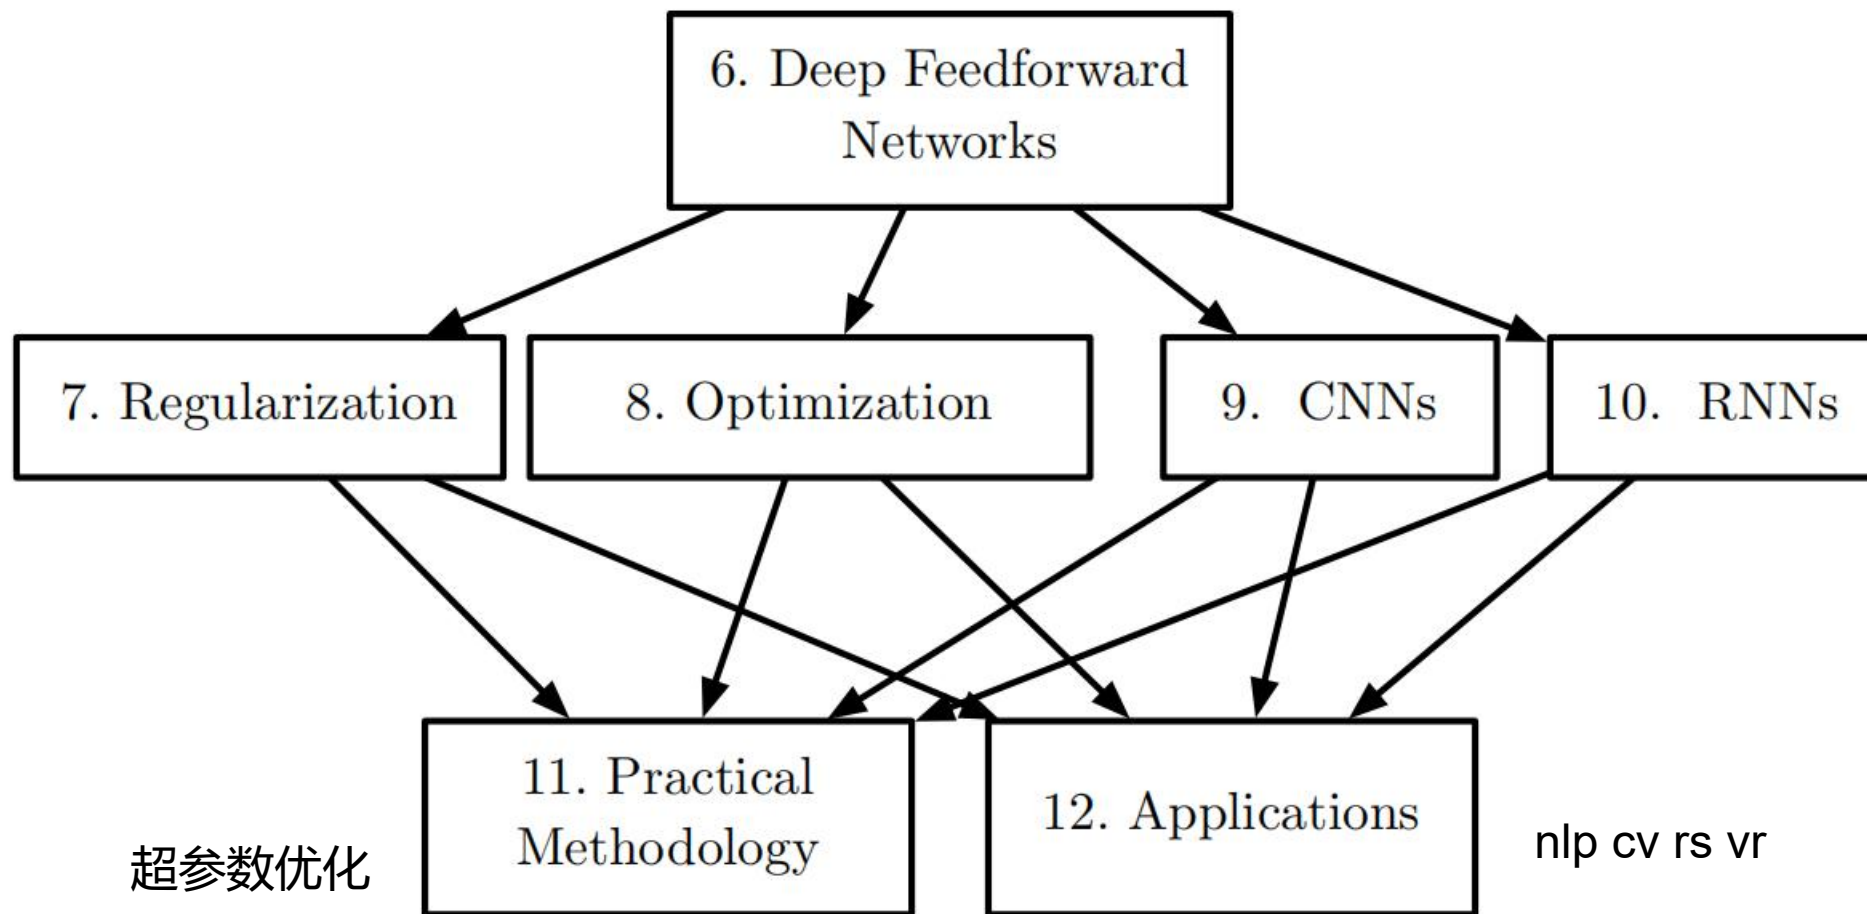 6. Deep Feedforward
Networks
7. Regularization
8. Optimization
9. CNNs
10. RNNs
11. Practical
Methodology
12. Applications
超参数优化
nlp cv rs vr